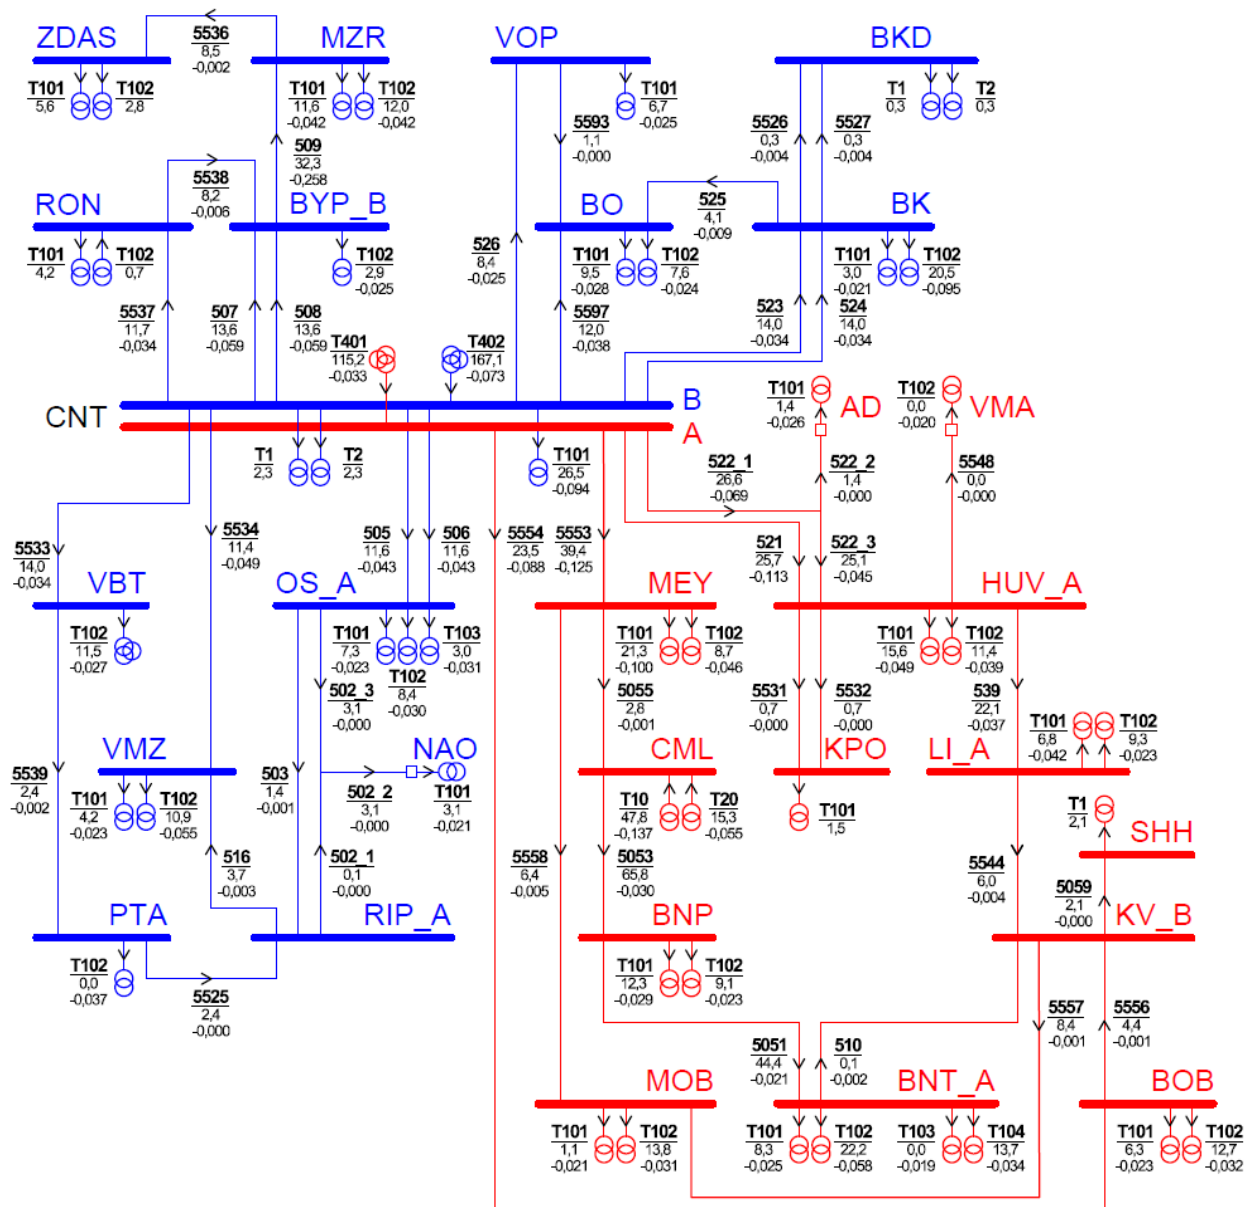 ZDAS
5536
8,5
-0,002
MZR
VOP
BKD
T101
5,6
T102
2,8
T101
11,6
-0,042
T102
12,0
-0,042
T101
6,7
-0,025
T1
0,3
T2
0,3
5593
1,1
-0,000
5526
0,3
-0,004
5527
0,3
-0,004
509
32,3
-0,258
5538
8,2
-0,006
RON
BYP_B
BO
525
4,1
-0,009
BK
T101
4,2
T102
0,7
T102
2,9
-0,025
526
8,4
-0,025
T101
9,5
-0,028
T102
7,6
-0,024
T101
3,0
-0,021
T102
20,5
-0,095
5537
11,7
-0,034
507
13,6
-0,059
508
13,6
-0,059
5597
12,0
-0,038
523
14,0
-0,034
524
14,0
-0,034
T401
115,2
-0,033
T402
167,1
-0,073
CNT
B
A
T101
1,4
-0,026
AD
T102
0,0
-0,020
VMA
T1
2,3
T2
2,3
T101
26,5
-0,094
522_1
26,6
-0,069
522_2
1,4
-0,000
5548
0,0
-0,000
5533
14,0
-0,034
5534
11,4
-0,049
505
11,6
-0,043
506
11,6
-0,043
5554
23,5
-0,088
5553
39,4
-0,125
521
25,7
-0,113
522_3
25,1
-0,045
VBT
OS_A
MEY
HUV_A
T102
11,5
-0,027
T101
7,3
-0,023
T102
8,4
-0,030
T103
3,0
-0,031
T101
21,3
-0,100
T102
8,7
-0,046
T101
15,6
-0,049
T102
11,4
-0,039
502_3
3,1
-0,000
5055
2,8
-0,001
5531
0,7
-0,000
5532
0,7
-0,000
539
22,1
-0,037
T101
6,8
-0,042
T102
9,3
-0,023
VMZ
NAO
CML
KPO
LI_A
5539
2,4
-0,002
T101
4,2
-0,023
T102
10,9
-0,055
503
1,4
-0,001
502_2
3,1
-0,000
T101
3,1
-0,021
T10
47,8
-0,137
T20
15,3
-0,055
T101
1,5
T1
2,1
SHH
516
3,7
-0,003
502_1
0,1
-0,000
5558
6,4
-0,005
5053
65,8
-0,030
5544
6,0
-0,004
5059
2,1
-0,000
PTA
RIP_A
BNP
KV_B
T102
0,0
-0,037
5525
2,4
-0,000
T101
12,3
-0,029
T102
9,1
-0,023
5051
44,4
-0,021
510
0,1
-0,002
5557
8,4
-0,001
5556
4,4
-0,001
MOB
BNT_A
BOB
T101
1,1
-0,021
T102
13,8
-0,031
T101
8,3
-0,025
T102
22,2
-0,058
T103
0,0
-0,019
T104
13,7
-0,034
T101
6,3
-0,023
T102
12,7
-0,032